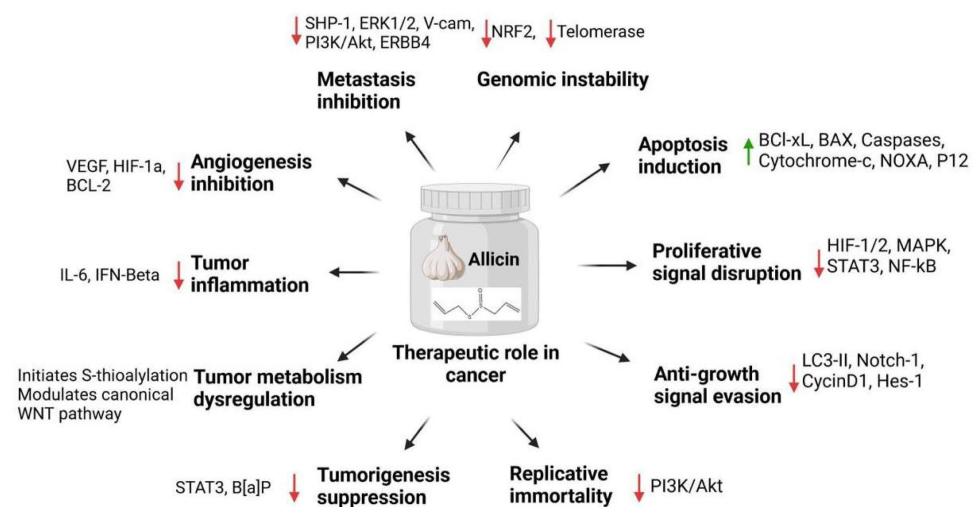 SHP-1, ERK1/2, V-cam,
PI3K/Akt, ERBB4
NRF2,
Telomerase
Metastasis
inhibition
Genomic instability
VEGF, HIF-1a,
BCL-2
Angiogenesis
inhibition
Apoptosis
induction
BCl-xL, BAX, Caspases,
Cytochrome-c, NOXA, P12
IL-6, IFN-Beta
Tumor
inflammation
Allicin
O
S
S
Proliferative
signal disruption
HIF-1/2, MAPK,
STAT3, NF-kB
Therapeutic role in
cancer
Initiates S-thioalylation
Modulates canonical
WNT pathway
Tumor metabolism
dysregulation
Anti-growth
signal evasion
LC3-II, Notch-1,
CycinD1, Hes-1
STAT3, B[a]P
Tumorigenesis
suppression
Replicative
immortality
PI3K/Akt